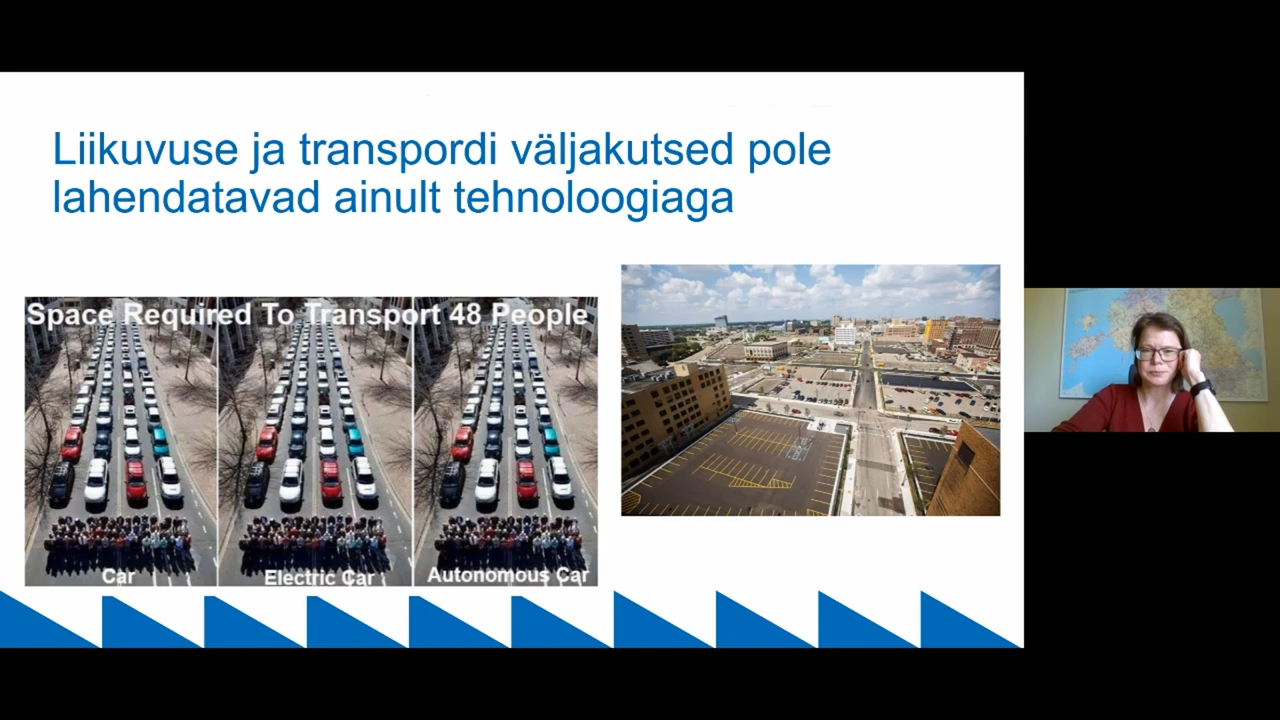 Liikuvuse ja transpordi väljakutsed pole
lahendatavad ainult tehnoloogiaga
Space Required To Transport 48 People
Car
Electric Car
Autonomous Car